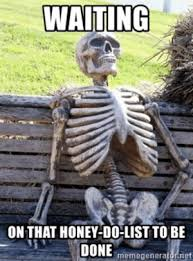 WAITING
ON THAT HONEY-DO-LIST TO BE
DONE
memegenerator.net